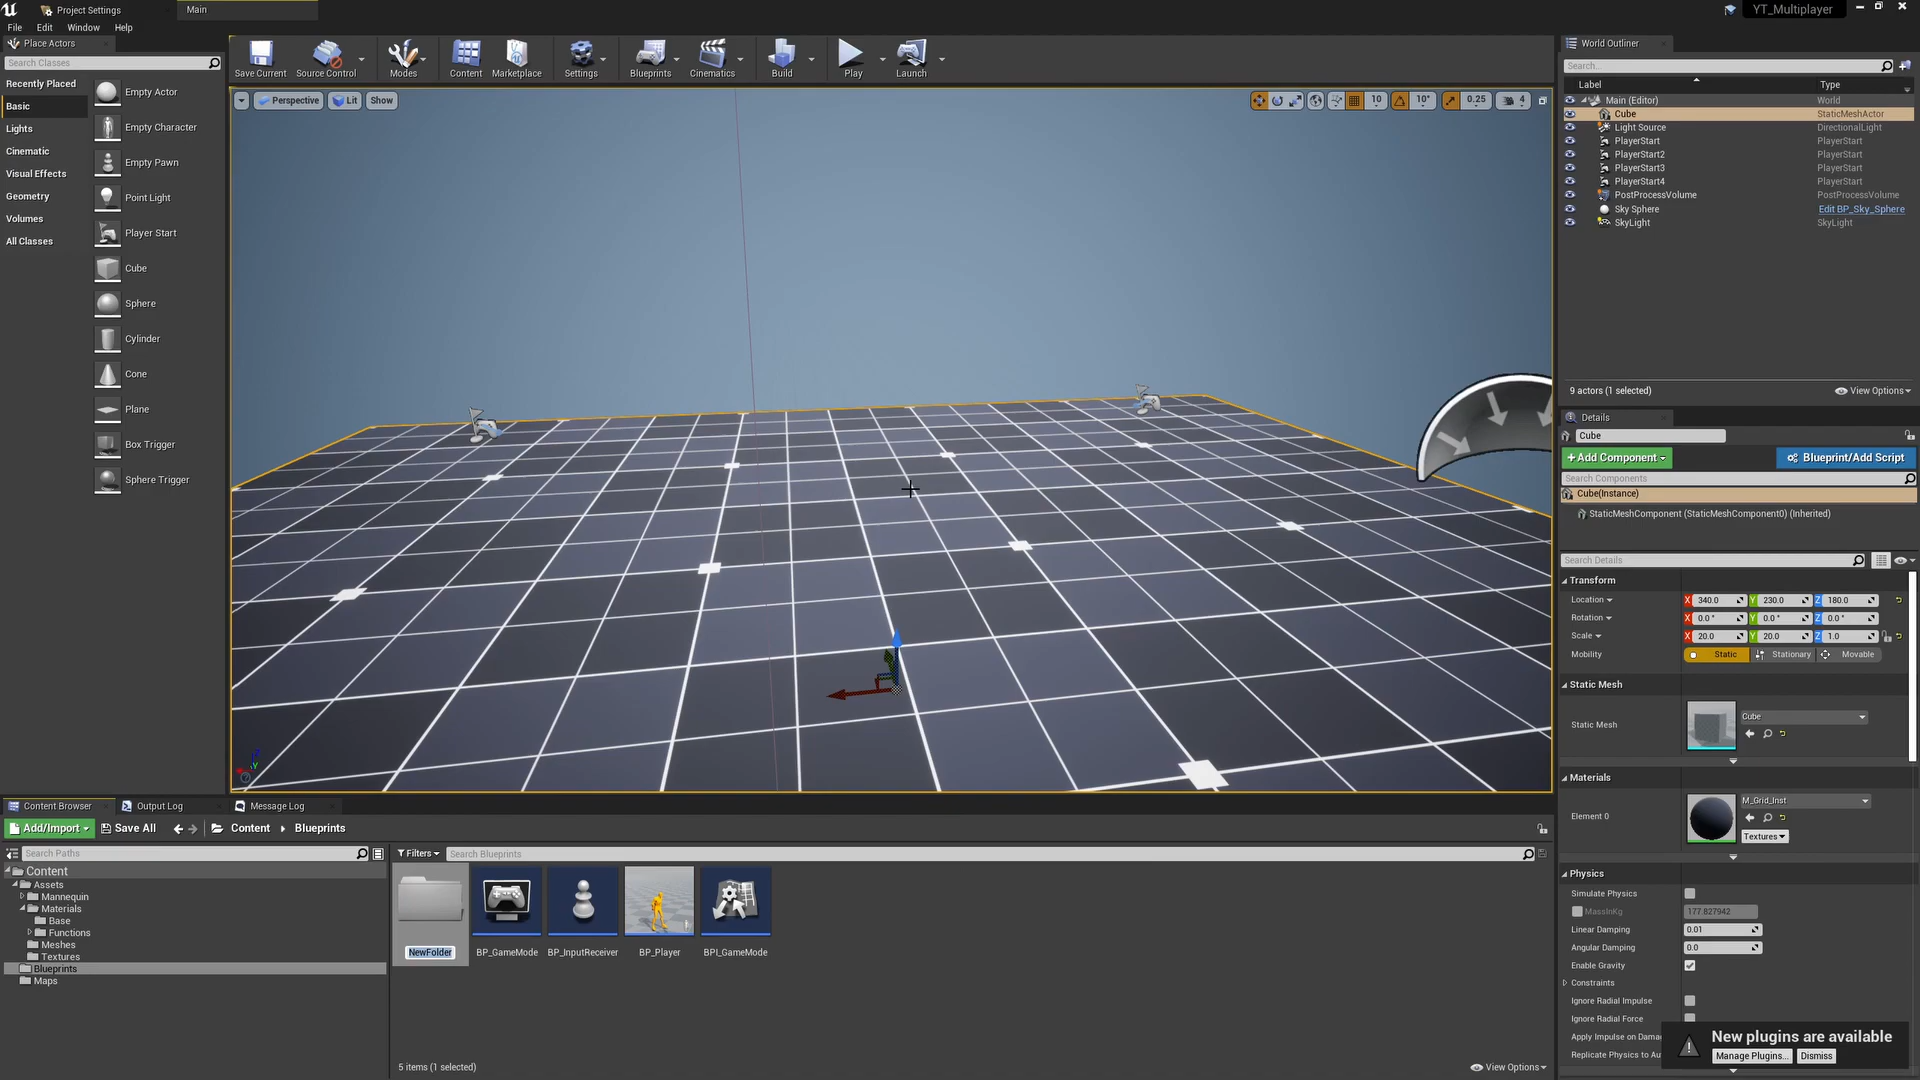 Project Settings
Main
YT_Multiplayer
File Edit Window Help
Place Actors
Search Classes
Recently Placed
Basic
Lights
Cinematic
Visual Effects
Geometry
Volumes
All Classes
Empty Actor
Empty Character
Empty Pawn
Point Light
Player Start
Cube
Sphere
Cylinder
Cone
Plane
Box Trigger
Sphere Trigger
Save Current Source Control Modes Content Marketplace Settings Blueprints Cinematics Build Play Launch
Perspective Lit Show
10 10° 0.25 4
World Outliner
Search...
Label Type
Main (Editor) World
Cube StaticMeshActor
Light Source DirectionalLight
PlayerStart PlayerStart
PlayerStart2 PlayerStart
PlayerStart3 PlayerStart
PlayerStart4 PlayerStart
PostProcessVolume PostProcessVolume
Sky Sphere Edit BP_Sky_Sphere
SkyLight SkyLight
9 actors (1 selected) View Options
Details
Cube
+Add Component Blueprint/Add Script
Search Components
Cube(Instance)
StaticMeshComponent (StaticMeshComponent0) (Inherited)
Search Details
Transform
Location X 340.0 Y 230.0 Z 180.0
Rotation X 0.0 ° Y 0.0 ° Z 0.0 °
Scale X 20.0 Y 20.0 Z 1.0
Mobility Static Stationary Movable
Static Mesh
Static Mesh Cube
Materials
Element 0 M_Grid_Inst
Textures
Physics
Simulate Physics
MassInKg 177.827942
Linear Damping 0.01
Angular Damping 0.0
Enable Gravity
Constraints
Ignore Radial Impulse
Ignore Radial Force
Apply Impulse on Dama
Replicate Physics to Au
New plugins are available
Manage Plugins... Dismiss
Content Browser Output Log Message Log
Add/Import Save All Content Blueprints
Search Paths
Content
Assets
Mannequin
Materials
Base
Functions
Meshes
Textures
Blueprints
Maps
Filters Search Blueprints
NewFolder BP_GameMode BP_InputReceiver BP_Player BPI_GameMode
5 items (1 selected) View Options